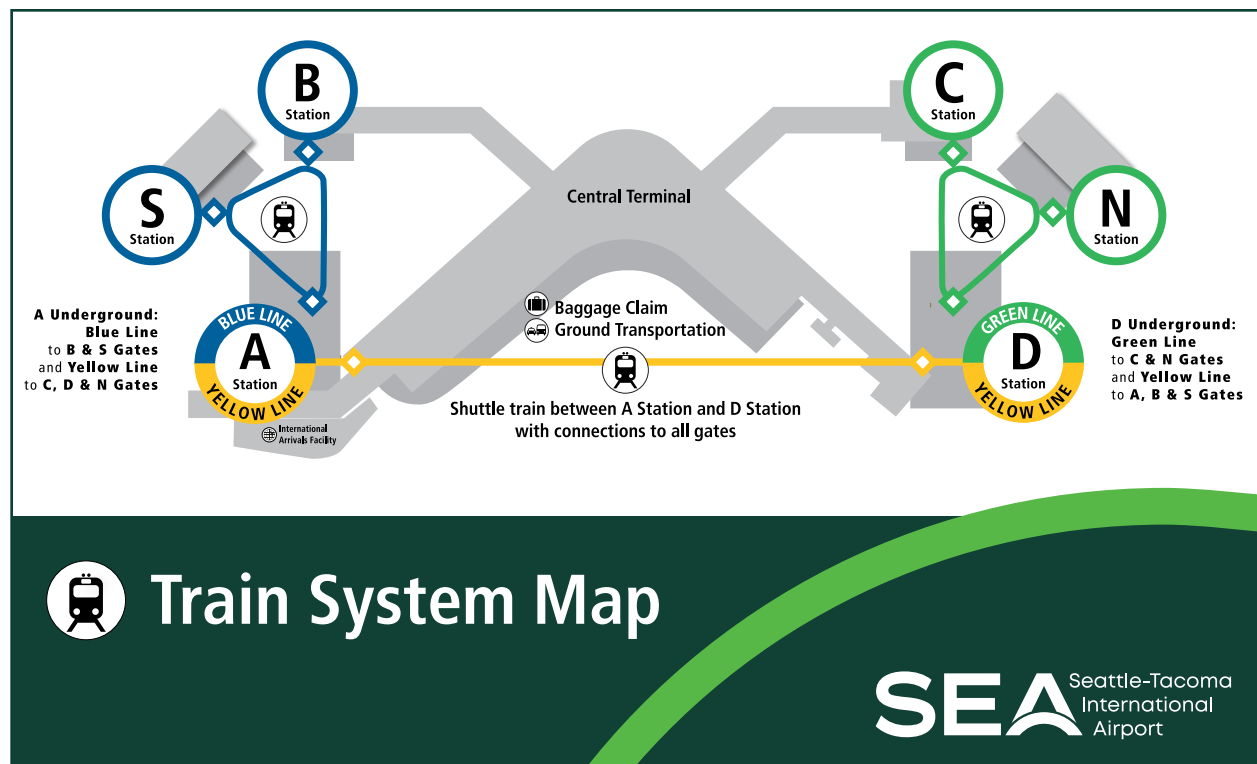 B
Station
C
Station
S
Station
N
Station
Central Terminal
A Underground:
Blue Line
to B & S Gates
and Yellow Line
to C, D & N Gates
BLUE LINE
A
Station
YELLOW LINE
International
Arrivals Facility
Baggage Claim
Ground Transportation
Shuttle train between A Station and D Station
with connections to all gates
GREEN LINE
D
Station
YELLOW LINE
D Underground:
Green Line
to C & N Gates
and Yellow Line
to A, B & S Gates
Train System Map
SEA
Seattle-Tacoma
International
Airport